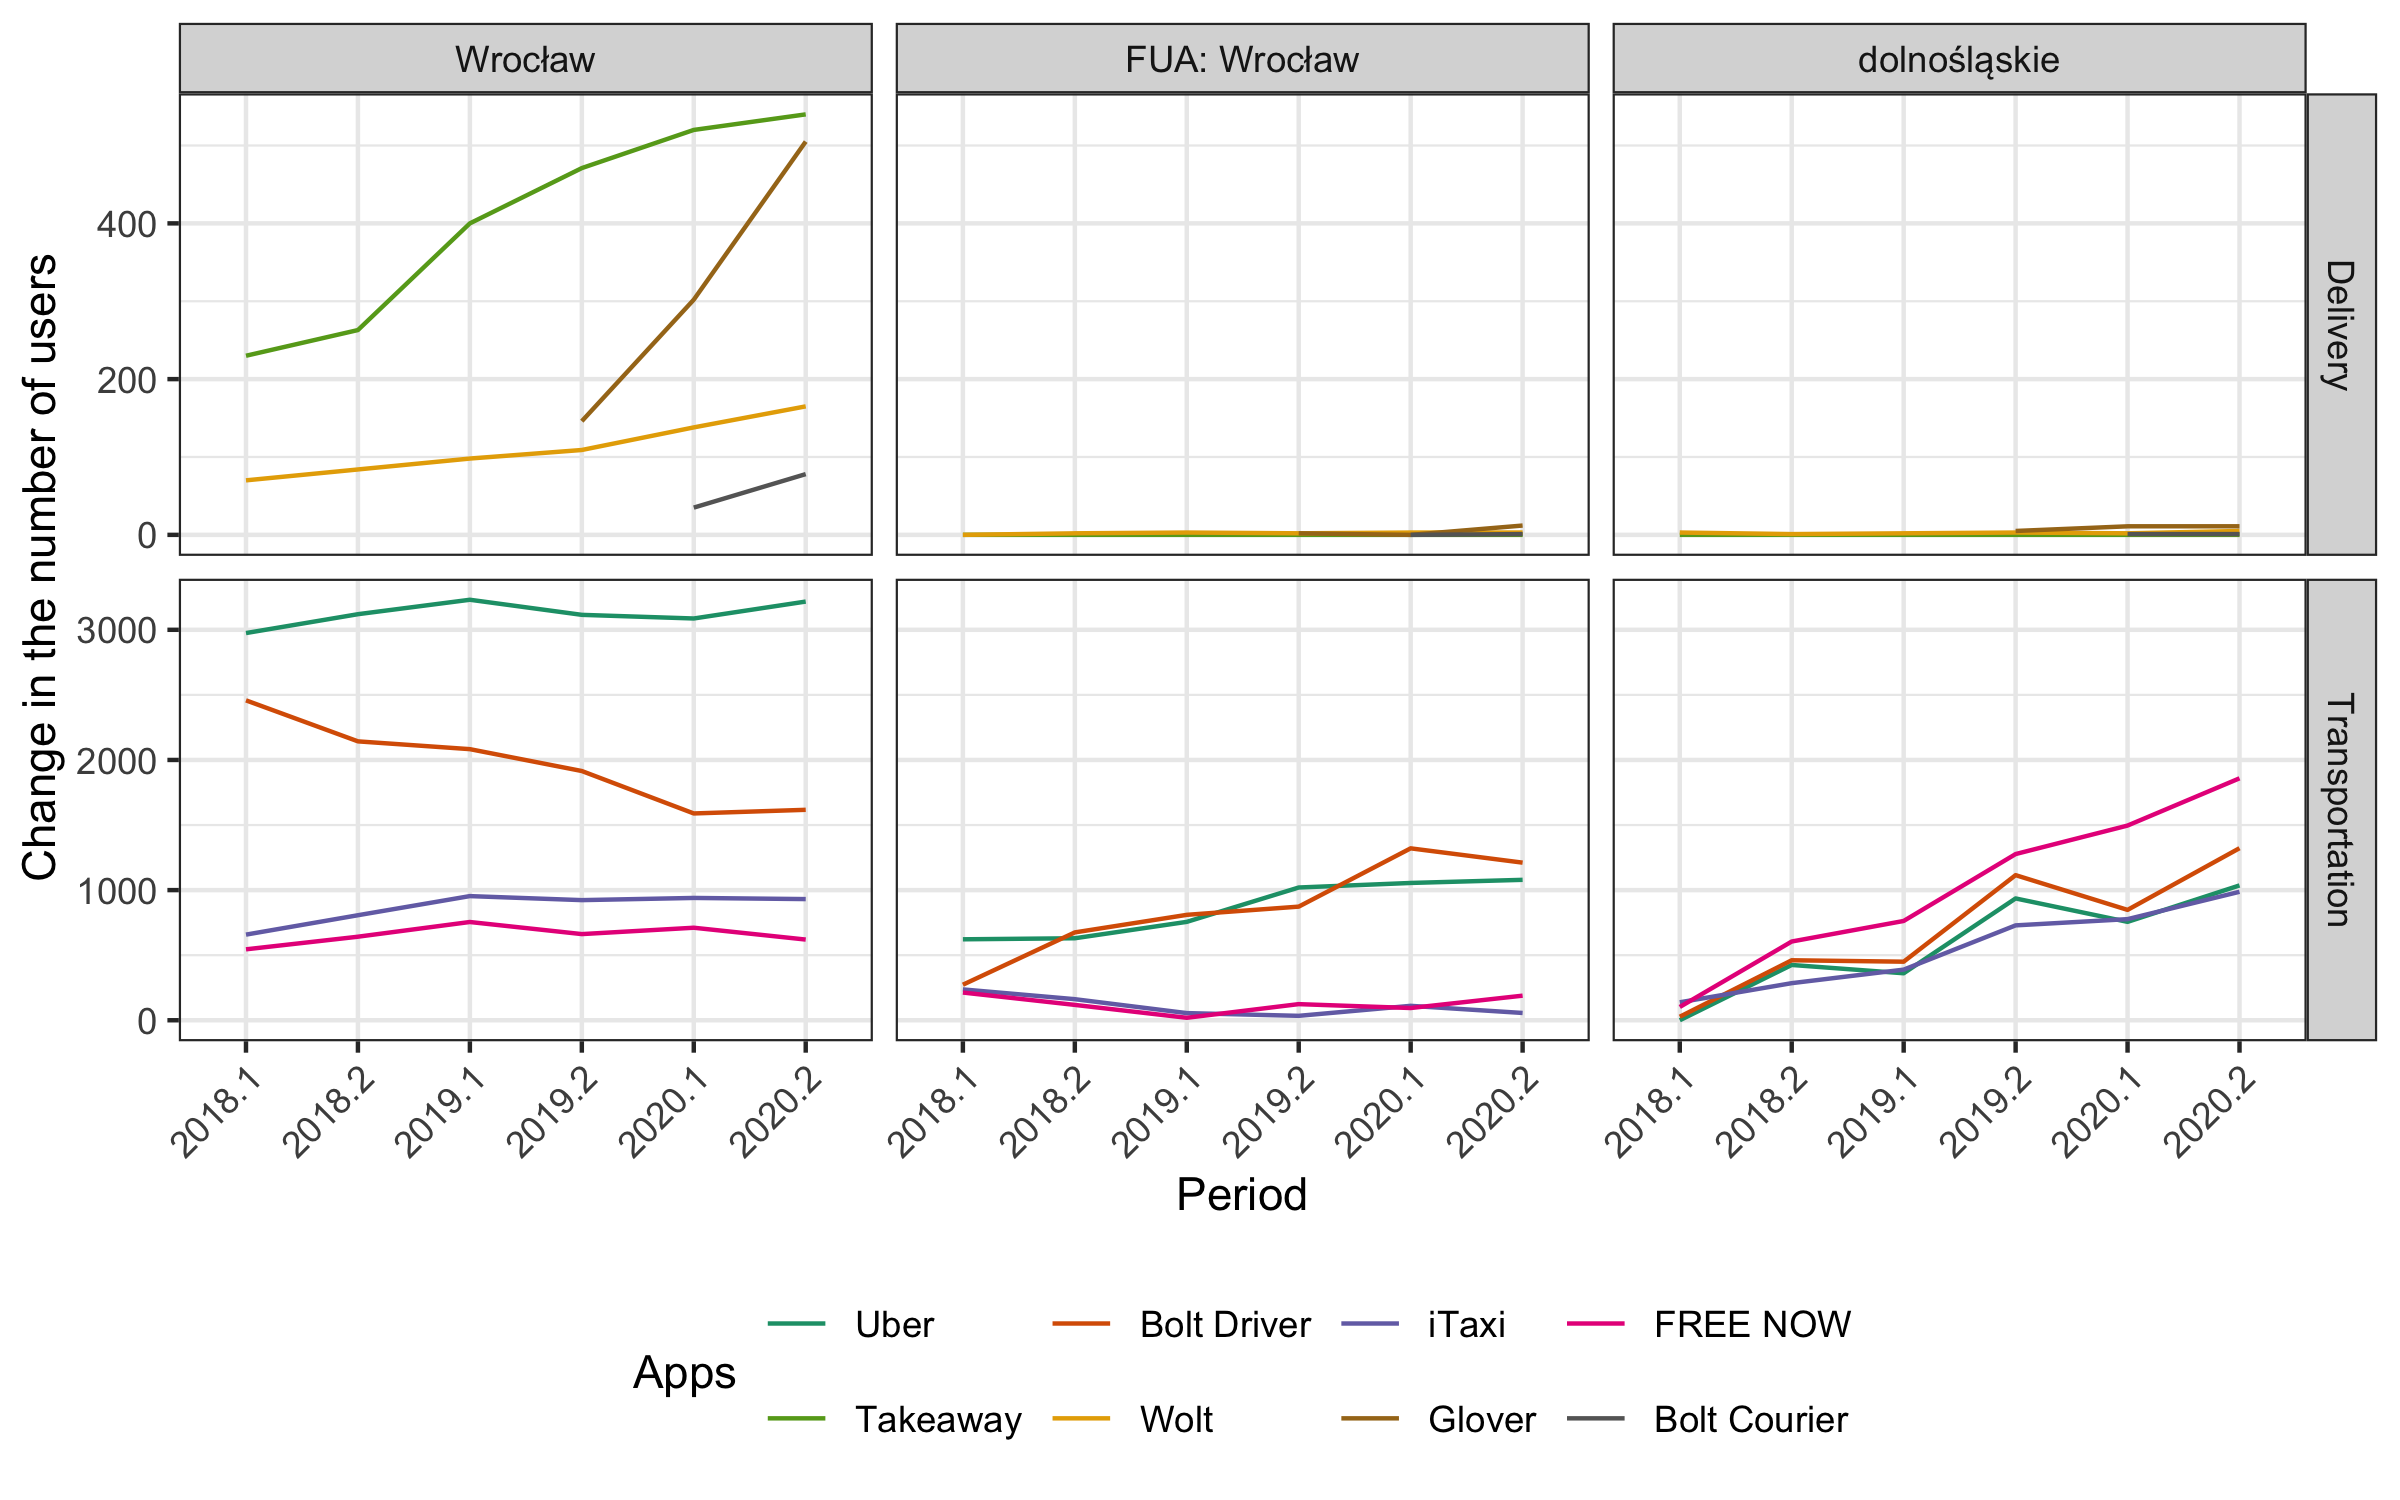 Wrocław
FUA: Wrocław
dolnośląskie
Change in the number of users
400
200
0
Delivery
3000
2000
1000
0
Transportation
2018.1 2018.2 2019.1 2019.2 2020.1 2020.2
2018.1 2018.2 2019.1 2019.2 2020.1 2020.2
2018.1 2018.2 2019.1 2019.2 2020.1 2020.2
Period
Apps
Uber Bolt Driver iTaxi FREE NOW
Takeaway Wolt Glover Bolt Courier